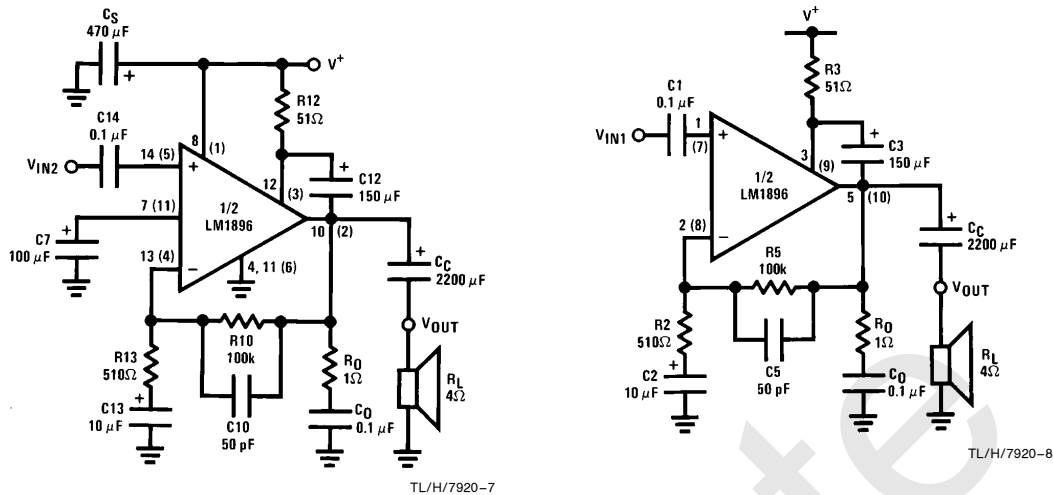 CS
470 μF
V+
C14
0.1 μF
R12
51Ω
8
(1)
VIN2
14 (5)
+
12
(3)
+
C12
150 μF
1/2
LM1896
7 (11)
10
(2)
+
C7
100 μF
13 (4)
−
4, 11 (6)
+
CC
2200 μF
VOUT
R10
100k
R13
510Ω
RO
1Ω
RL
4Ω
+
C13
10 μF
C10
50 pF
CO
0.1 μF
TL/H/7920–7
V+
R3
51Ω
C1
0.1 μF
VIN1
1
(7)
+
3
(9)
+
C3
150 μF
1/2
LM1896
5
(10)
2 (8)
−
+
CC
2200 μF
R5
100k
VOUT
R2
510Ω
RO
1Ω
RL
4Ω
+
C2
10 μF
C5
50 pF
CO
0.1 μF
TL/H/7920–8